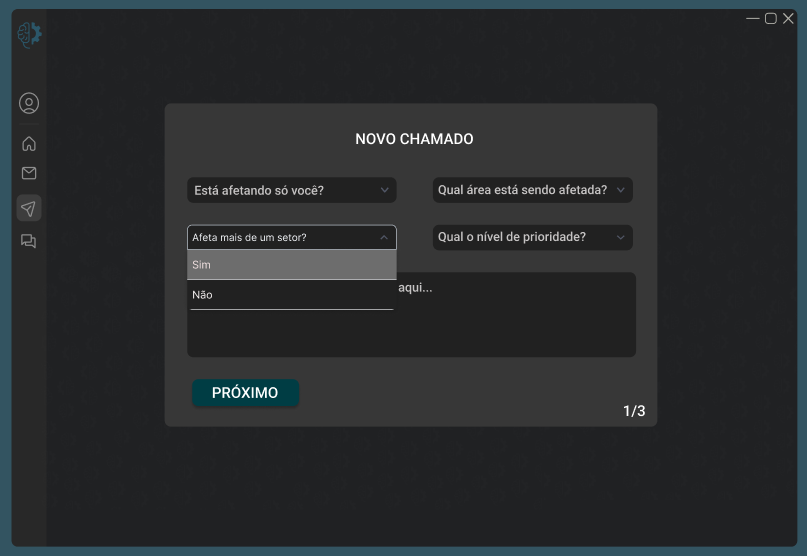 NOVO CHAMADO
Está afetando só você?
Qual área está sendo afetada?
Afeta mais de um setor?
Qual o nível de prioridade?
Sim
Não
aqui...
PRÓXIMO
1/3